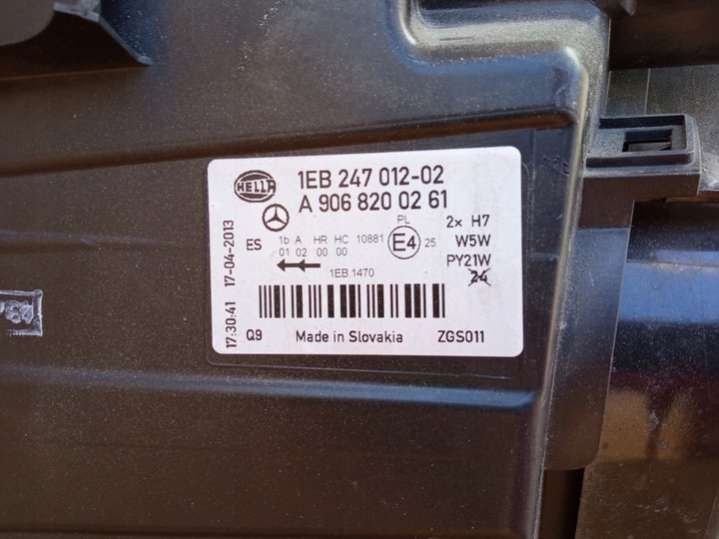 HELLA
1EB 247 012-02
A 906 820 02 61
17:30:41 17-04-2013
ES
1b A HR HC 10881
01 02 00 00
PL
E4
25
2x H7
W5W
PY21W
24
1EB.1470
Q9
Made in Slovakia
ZGS011